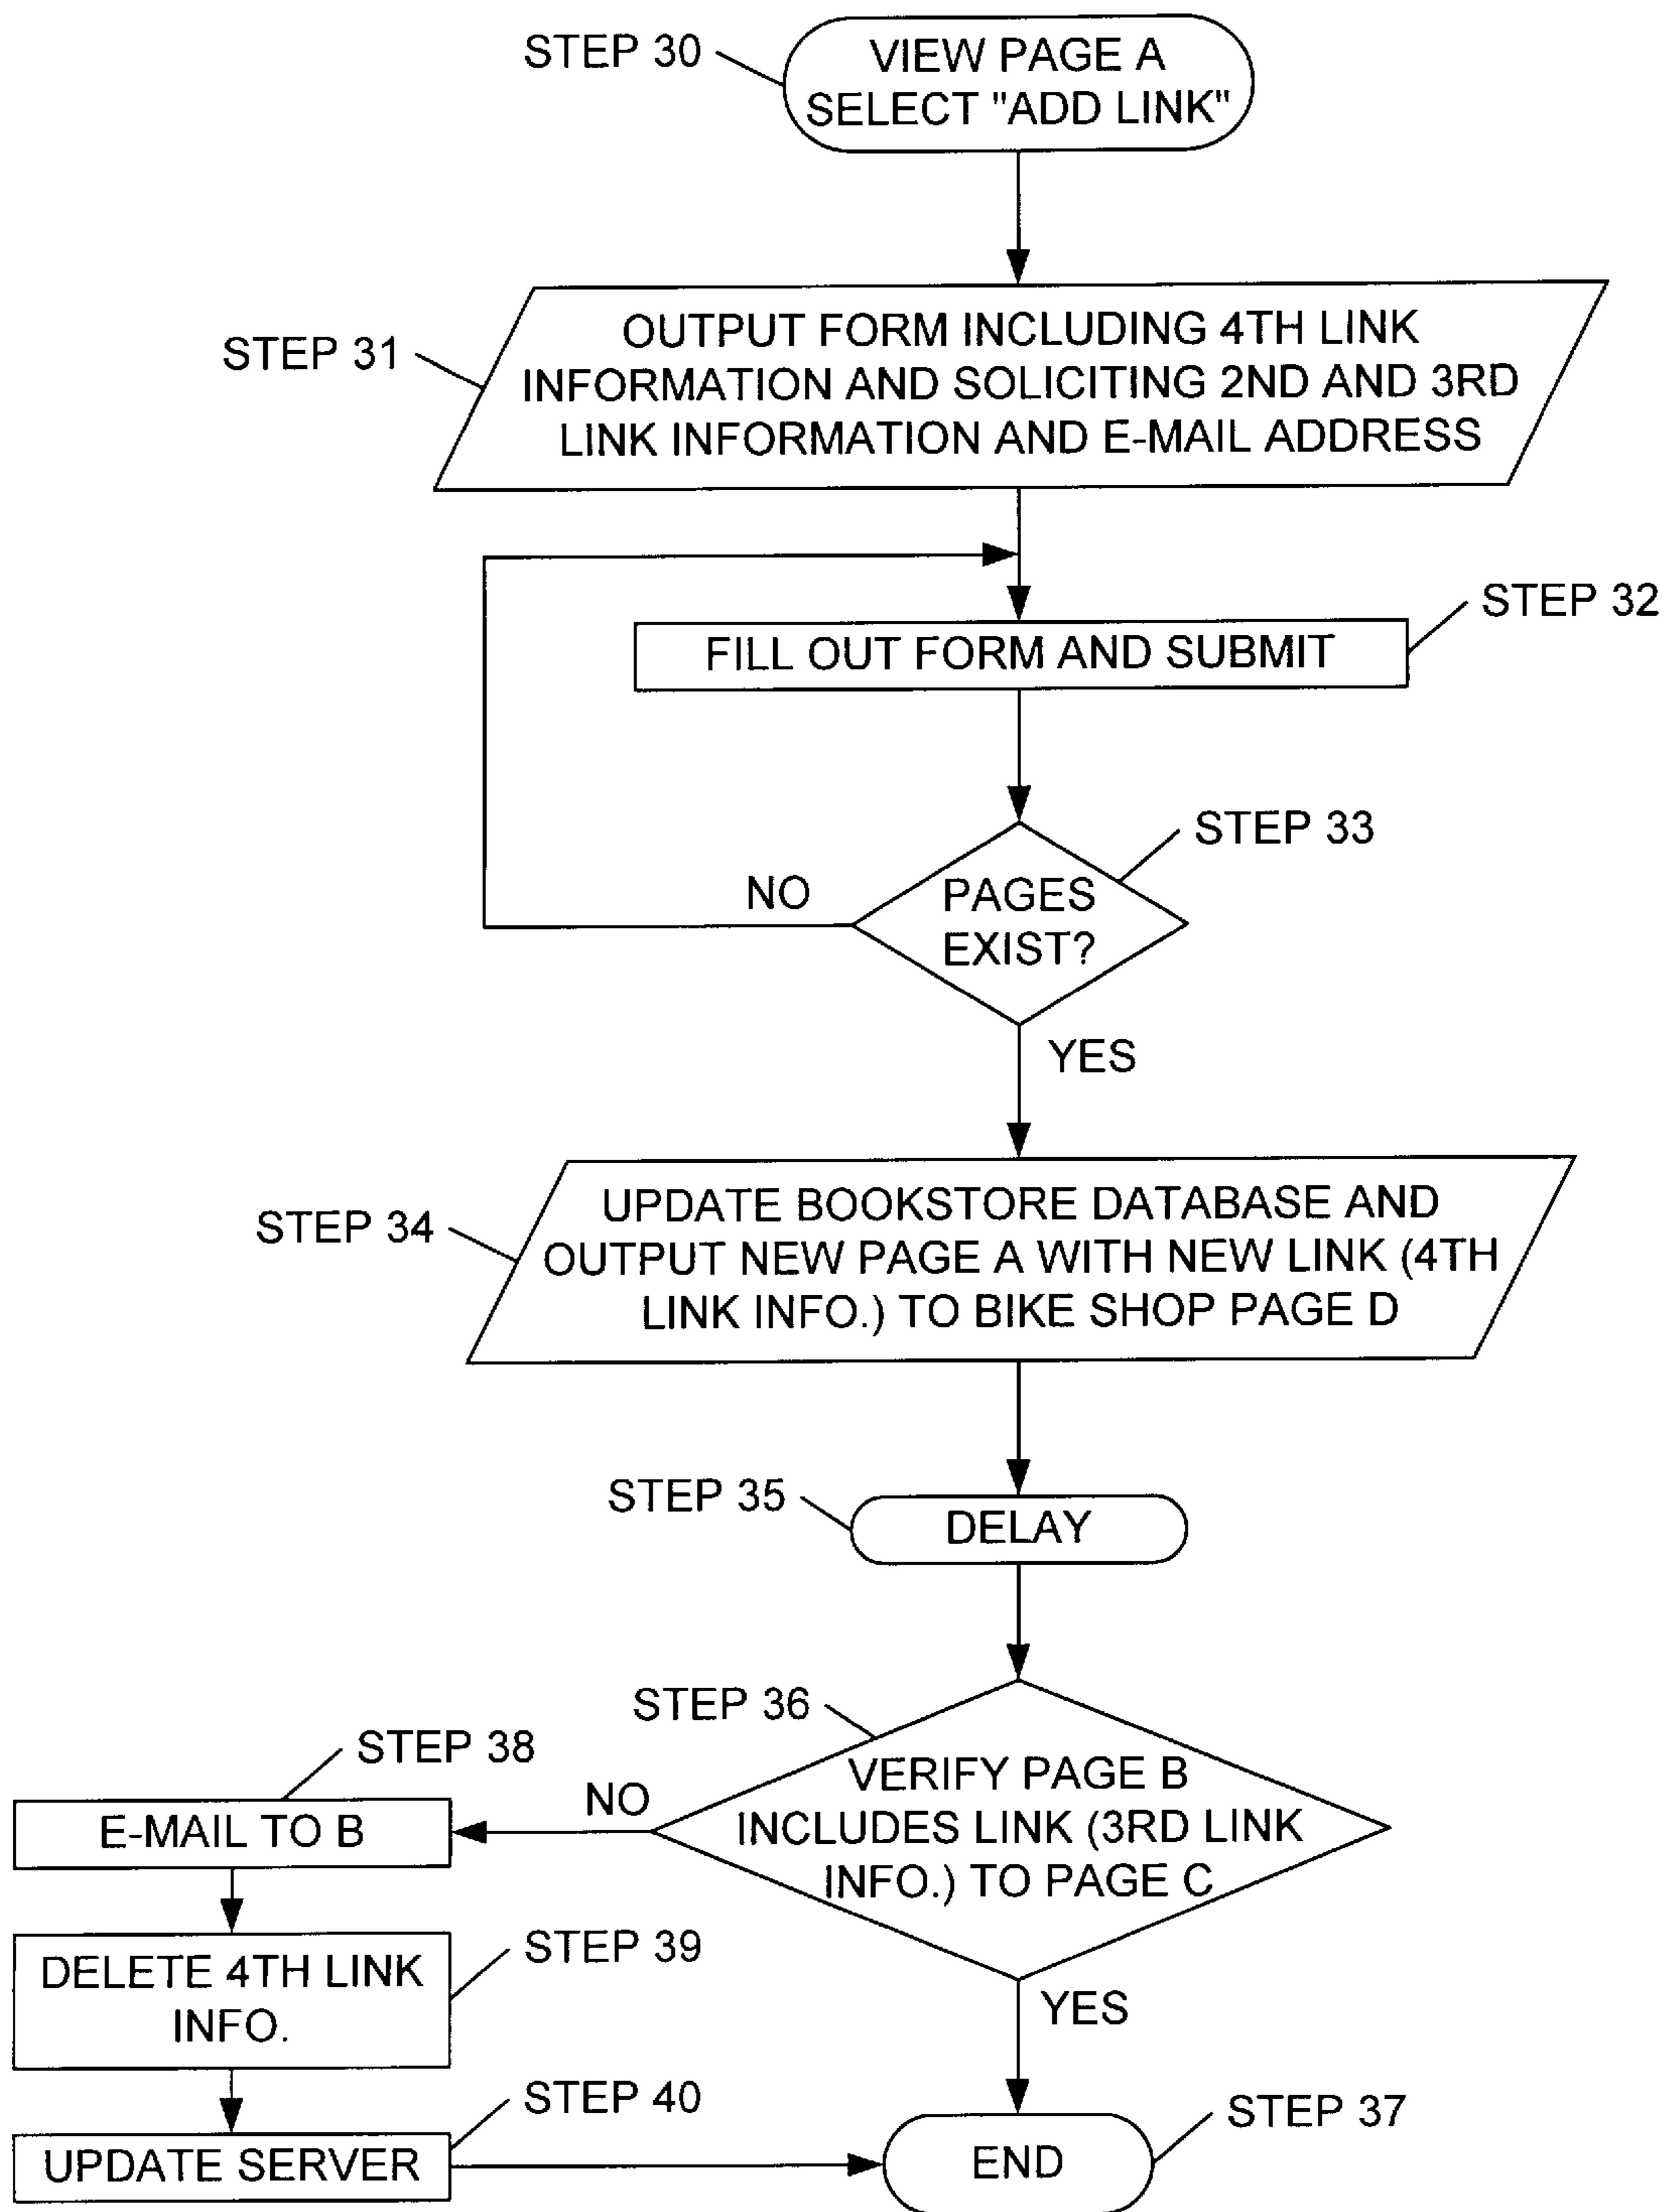 STEP 30
VIEW PAGE A
SELECT "ADD LINK"
STEP 31
OUTPUT FORM INCLUDING 4TH LINK
INFORMATION AND SOLICITING 2ND AND 3RD
LINK INFORMATION AND E-MAIL ADDRESS
STEP 32
FILL OUT FORM AND SUBMIT
STEP 33
NO
PAGES
EXIST?
YES
STEP 34
UPDATE BOOKSTORE DATABASE AND
OUTPUT NEW PAGE A WITH NEW LINK (4TH
LINK INFO.) TO BIKE SHOP PAGE D
STEP 35
DELAY
STEP 36
VERIFY PAGE B
INCLUDES LINK (3RD LINK
INFO.) TO PAGE C
NO
STEP 38
E-MAIL TO B
STEP 39
DELETE 4TH LINK
INFO.
YES
STEP 40
UPDATE SERVER
STEP 37
END